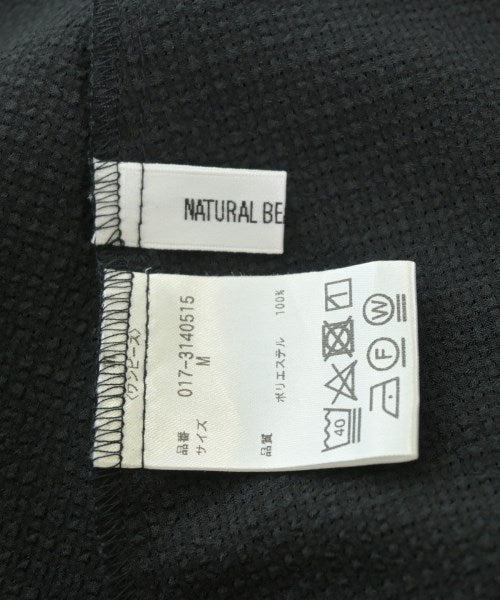 NATURAL BEA
〈ワンピース〉
品番 017-3140515
サイズ M
品質 ポリエステル 100%
40
F
W